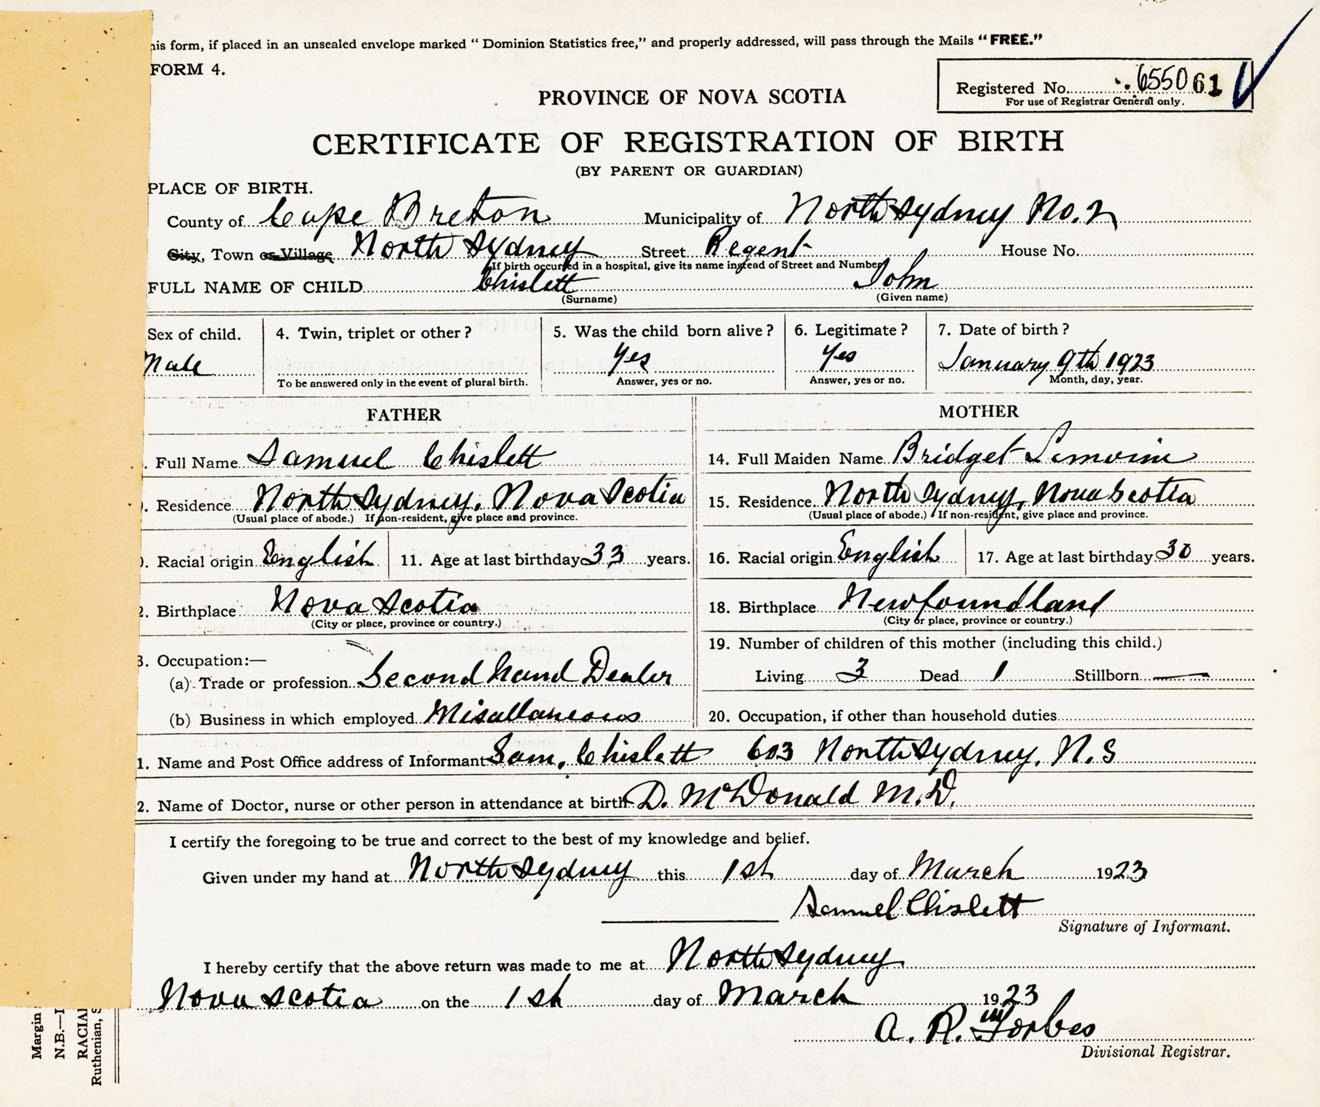 his form, if placed in an unsealed envelope marked “ Dominion Statistics free,” and properly addressed, will pass through the Mails “FREE.”
FORM 4.
Registered No. 6550 61
For use of Registrar General only.
PROVINCE OF NOVA SCOTIA
CERTIFICATE OF REGISTRATION OF BIRTH
(BY PARENT OR GUARDIAN)
PLACE OF BIRTH.
County of Cape Breton Municipality of North Sydney No. 2
City, Town or Village North Sydney Street Regent House No.
(If birth occurred in a hospital, give its name instead of Street and Number)
FULL NAME OF CHILD Chislett John
(Surname) (Given name)
Sex of child. 4. Twin, triplet or other? 5. Was the child born alive? 6. Legitimate? 7. Date of birth?
Male Yes Yes January 9th 1923
To be answered only in the event of plural birth. Answer, yes or no. Answer, yes or no. Month, day, year.
FATHER MOTHER
Full Name Samuel Chislett 14. Full Maiden Name Bridget
Residence North Sydney, Nova Scotia 15. Residence North Sydney, Nova Scotia
(Usual place of abode.) If non-resident, give place and province. (Usual place of abode.) If non-resident, give place and province.
Racial origin English 11. Age at last birthday 33 years. 16. Racial origin English 17. Age at last birthday 30 years.
2. Birthplace Nova Scotia 18. Birthplace Newfoundland
(City or place, province or country.) (City or place, province or country.)
19. Number of children of this mother (including this child.)
3. Occupation:—
(a) Trade or profession Second hand Dealer Living 3 Dead 1 Stillborn —
(b) Business in which employed Misallaneous 20. Occupation, if other than household duties
1. Name and Post Office address of Informant Sam. Chislett 603 North Sydney. N.S
2. Name of Doctor, nurse or other person in attendance at birth D. McDonald M.D.
I certify the foregoing to be true and correct to the best of my knowledge and belief.
Given under my hand at North Sydney this 1st day of March 1923
Samuel Chislett
Signature of Informant.
I hereby certify that the above return was made to me at North Sydney
Nova Scotia on the 1st day of March 1923
A. R. Forbes
Divisional Registrar.
Margin
N.B.—
RACIAL
Ruthenian, S